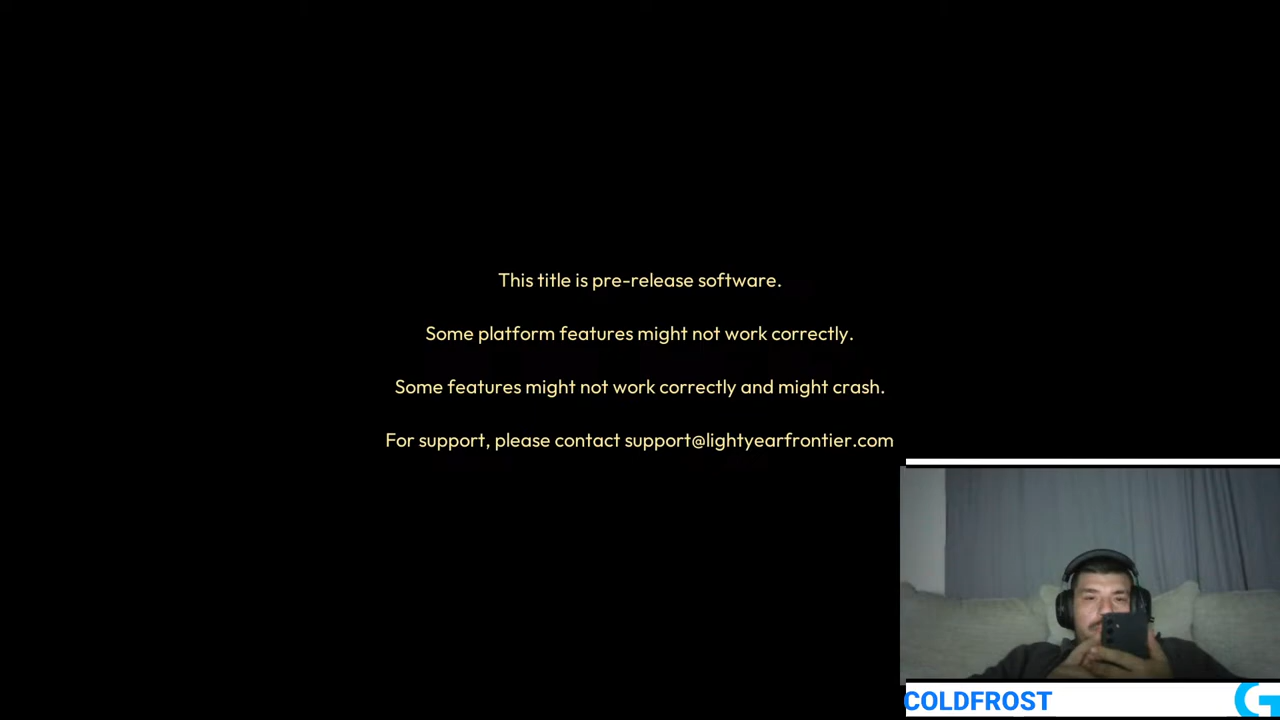 This title is pre-release software.
Some platform features might not work correctly.
Some features might not work correctly and might crash.
For support, please contact support@lightyearfrontier.com
COLDFROST